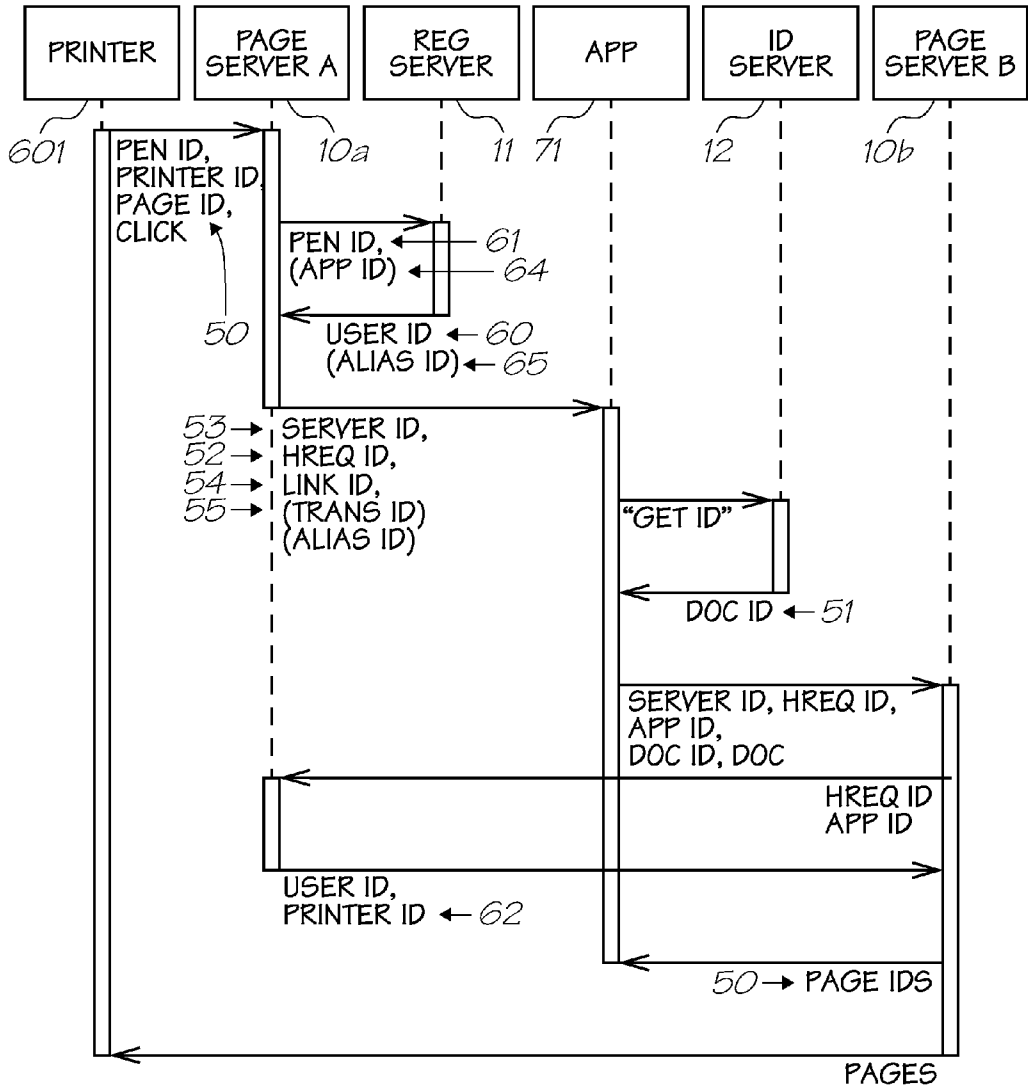 PRINTER
PAGE
SERVER A
REG
SERVER
APP
ID
SERVER
PAGE
SERVER B
601
10a
11
71
12
10b
PEN ID,
PRINTER ID,
PAGE ID,
CLICK
50
PEN ID,
(APP ID)
61
64
USER ID
(ALIAS ID)
60
65
53
52
54
55
SERVER ID,
HREQ ID,
LINK ID,
(TRANS ID)
(ALIAS ID)
“GET ID”
DOC ID
51
SERVER ID, HREQ ID,
APP ID,
DOC ID, DOC
HREQ ID
APP ID
USER ID,
PRINTER ID
62
50
PAGE IDS
PAGES